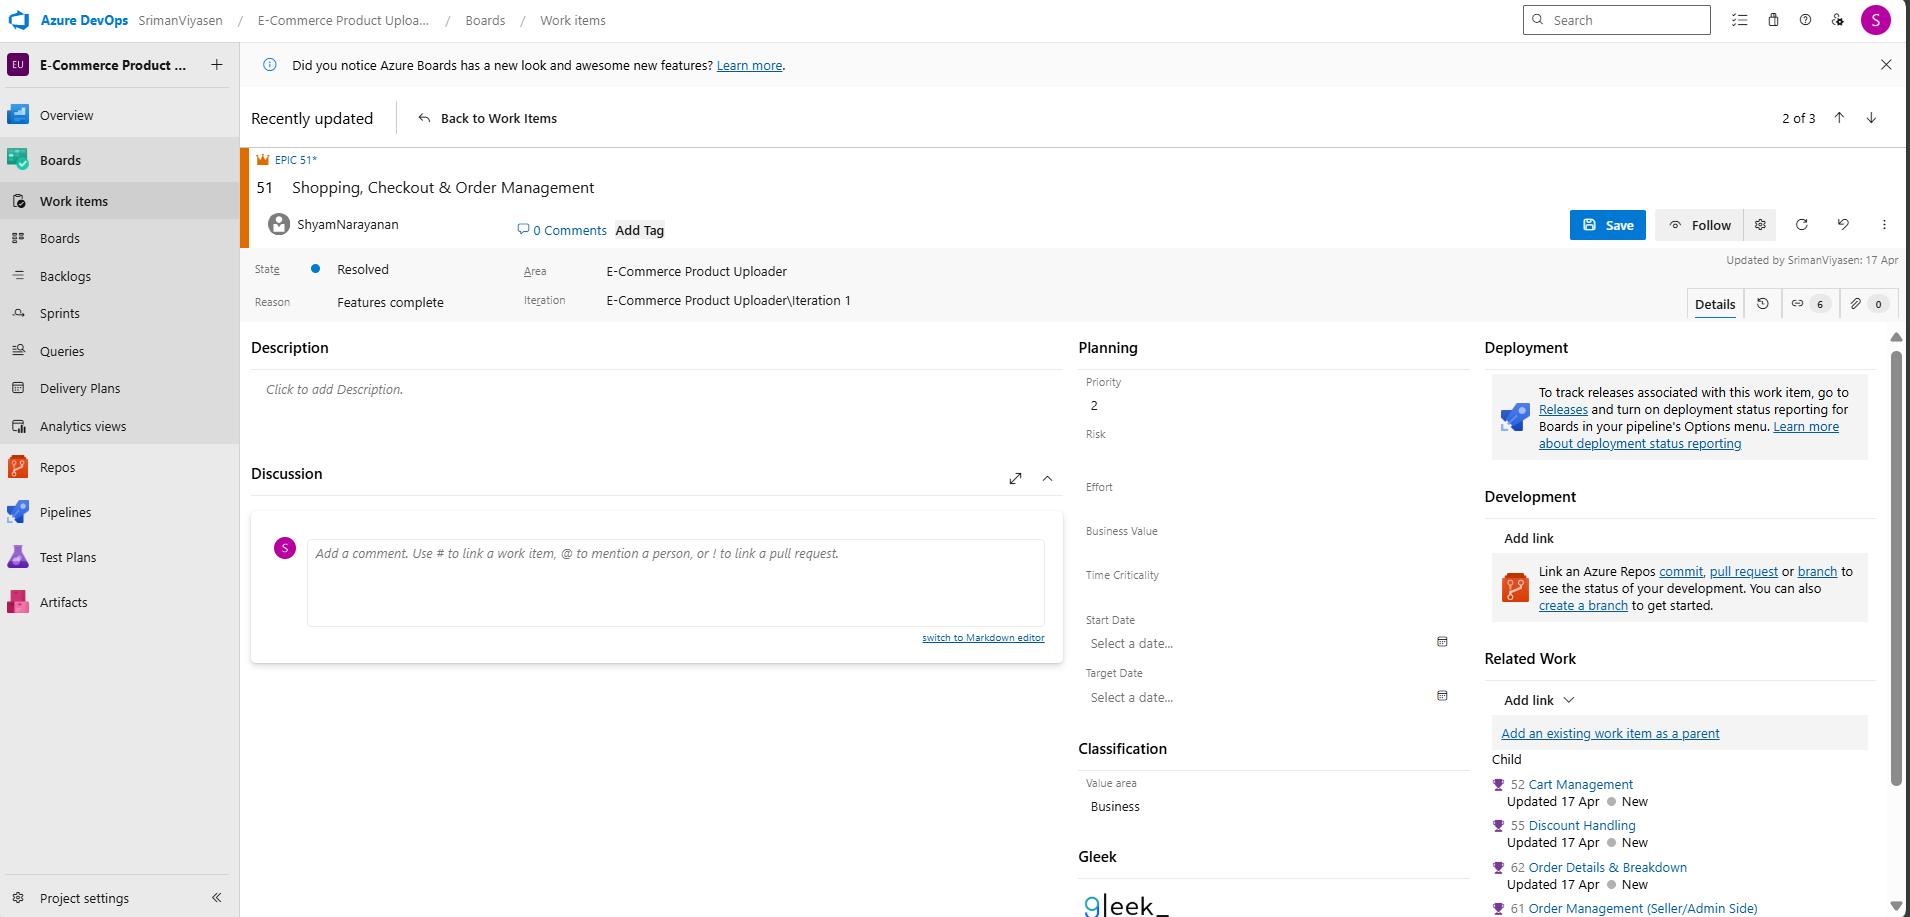 Azure DevOps SrimanViyasen / E-Commerce Product Uploa... / Boards / Work items
Search
S
EU E-Commerce Product ...
Overview
Boards
Work items
Boards
Backlogs
Sprints
Queries
Delivery Plans
Analytics views
Repos
Pipelines
Test Plans
Artifacts
Project settings
Did you notice Azure Boards has a new look and awesome new features? Learn more.
Recently updated
Back to Work Items
2 of 3
EPIC 51*
51 Shopping, Checkout & Order Management
ShyamNarayanan
0 Comments Add Tag
Save
Follow
State Resolved
Area E-Commerce Product Uploader
Updated by SrimanViyasen: 17 Apr
Reason Features complete
Iteration E-Commerce Product Uploader\Iteration 1
Details
6
0
Description
Click to add Description.
Discussion
S
Add a comment. Use # to link a work item, @ to mention a person, or ! to link a pull request.
switch to Markdown editor
Planning
Priority
2
Risk
Effort
Business Value
Time Criticality
Start Date
Select a date...
Target Date
Select a date...
Classification
Value area
Business
Gleek
gleek_
Deployment
To track releases associated with this work item, go to
Releases and turn on deployment status reporting for
Boards in your pipeline's Options menu. Learn more
about deployment status reporting
Development
Add link
Link an Azure Repos commit, pull request or branch to
see the status of your development. You can also
create a branch to get started.
Related Work
Add link
Add an existing work item as a parent
Child
52 Cart Management
Updated 17 Apr New
55 Discount Handling
Updated 17 Apr New
62 Order Details & Breakdown
Updated 17 Apr New
61 Order Management (Seller/Admin Side)